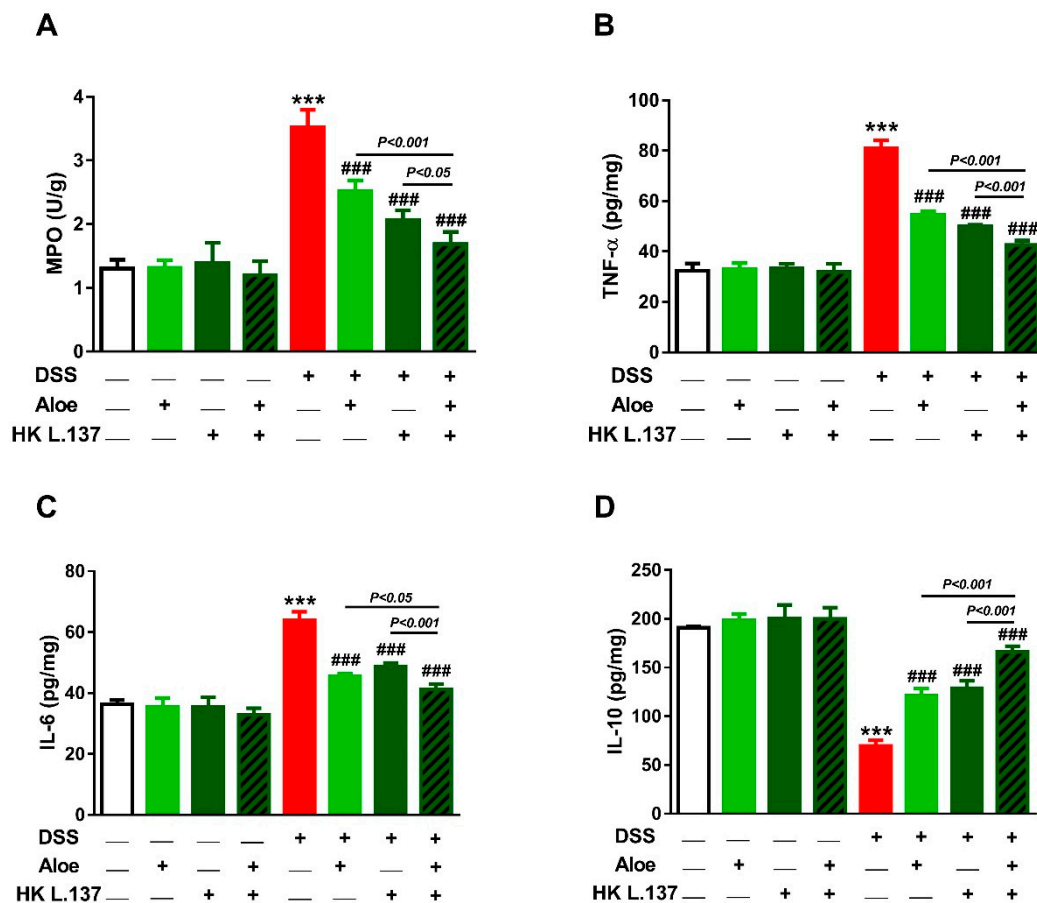 A
MPO (U/g)
4
3
2
1
0
***
###
###
###
P<0.001
P<0.05
DSS — — — — + + + +
Aloe — + — + — + — +
HK L.137 — — + + — — + +
B
TNF-α (pg/mg)
100
80
60
40
20
0
***
###
###
###
P<0.001
P<0.001
DSS — — — — + + + +
Aloe — + — + — + — +
HK L.137 — — + + — — + +
C
IL-6 (pg/mg)
80
60
40
20
0
***
###
###
###
P<0.05
P<0.001
DSS — — — — + + + +
Aloe — + — + — + — +
HK L.137 — — + + — — + +
D
IL-10 (pg/mg)
250
200
150
100
50
0
***
###
###
###
P<0.001
P<0.001
DSS — — — — + + + +
Aloe — + — + — + — +
HK L.137 — — + + — — + +